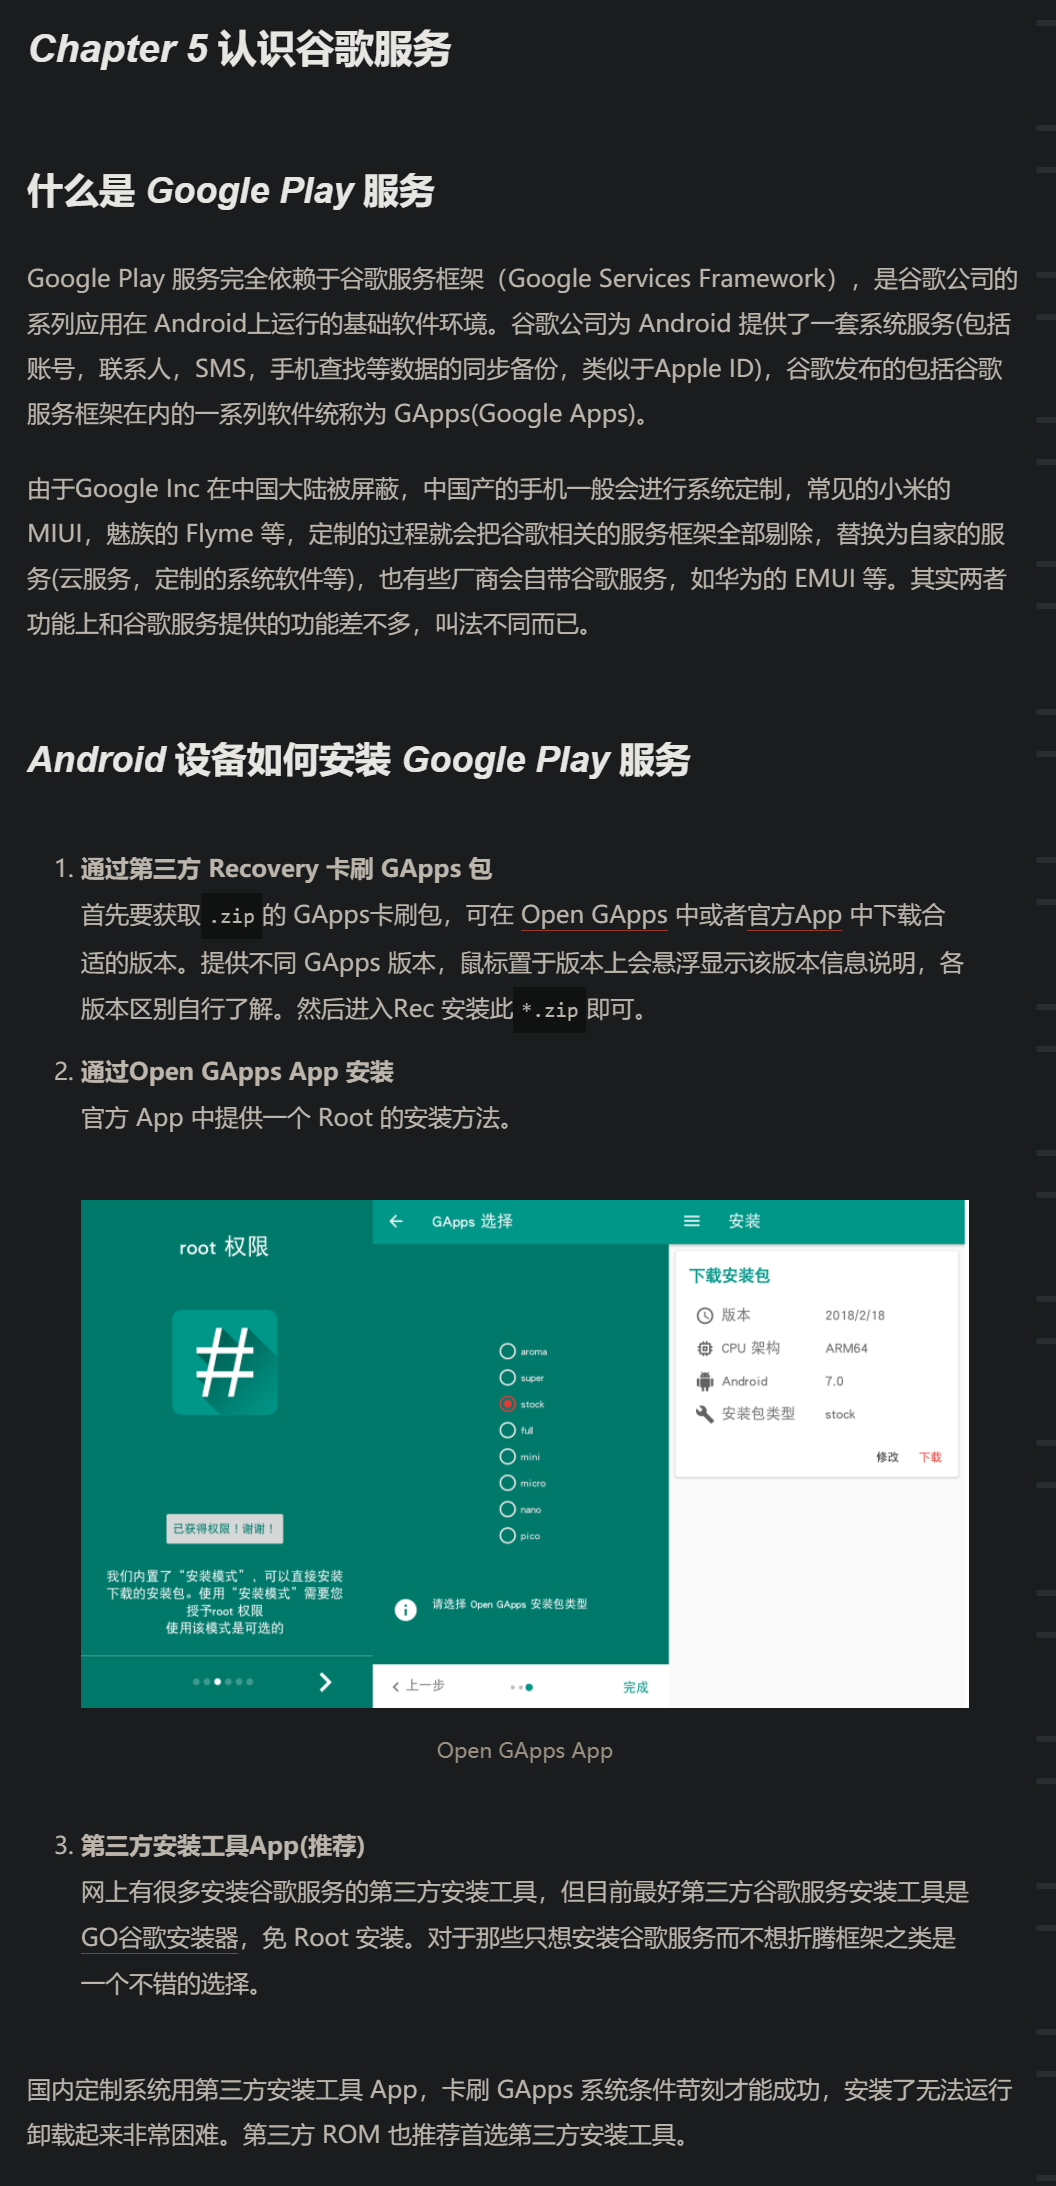 Chapter 5 认识谷歌服务
什么是 Google Play 服务
Google Play 服务完全依赖于谷歌服务框架（Google Services Framework），是谷歌公司的
系列应用在 Android上运行的基础软件环境。谷歌公司为 Android 提供了一套系统服务(包括
账号，联系人，SMS，手机查找等数据的同步备份，类似于Apple ID)，谷歌发布的包括谷歌
服务框架在内的一系列软件统称为 GApps(Google Apps)。
由于Google Inc 在中国大陆被屏蔽，中国产的手机一般会进行系统定制，常见的小米的
MIUI，魅族的 Flyme 等，定制的过程就会把谷歌相关的服务框架全部剔除，替换为自家的服
务(云服务，定制的系统软件等)，也有些厂商会自带谷歌服务，如华为的 EMUI 等。其实两者
功能上和谷歌服务提供的功能差不多，叫法不同而已。
Android 设备如何安装 Google Play 服务
1. 通过第三方 Recovery 卡刷 GApps 包
首先要获取 .zip 的 GApps卡刷包，可在 Open GApps 中或者官方App 中下载合
适的版本。提供不同 GApps 版本，鼠标置于版本上会悬浮显示该版本信息说明，各
版本区别自行了解。然后进入Rec 安装此 *.zip 即可。
2. 通过Open GApps App 安装
官方 App 中提供一个 Root 的安装方法。
root 权限
已获得权限！谢谢！
我们内置了“安装模式”，可以直接安装
下载的安装包。使用“安装模式”需要您
授予root 权限
使用该模式是可选的
GApps 选择
aroma
super
stock
full
mini
micro
nano
pico
请选择 Open GApps 安装包类型
上一步
完成
安装
下载安装包
版本 2018/2/18
CPU 架构 ARM64
Android 7.0
安装包类型 stock
修改 下载
Open GApps App
3. 第三方安装工具App(推荐)
网上有很多安装谷歌服务的第三方安装工具，但目前最好第三方谷歌服务安装工具是
GO谷歌安装器，免 Root 安装。对于那些只想安装谷歌服务而不想折腾框架之类是
一个不错的选择。
国内定制系统用第三方安装工具 App，卡刷 GApps 系统条件苛刻才能成功，安装了无法运行
卸载起来非常困难。第三方 ROM 也推荐首选第三方安装工具。